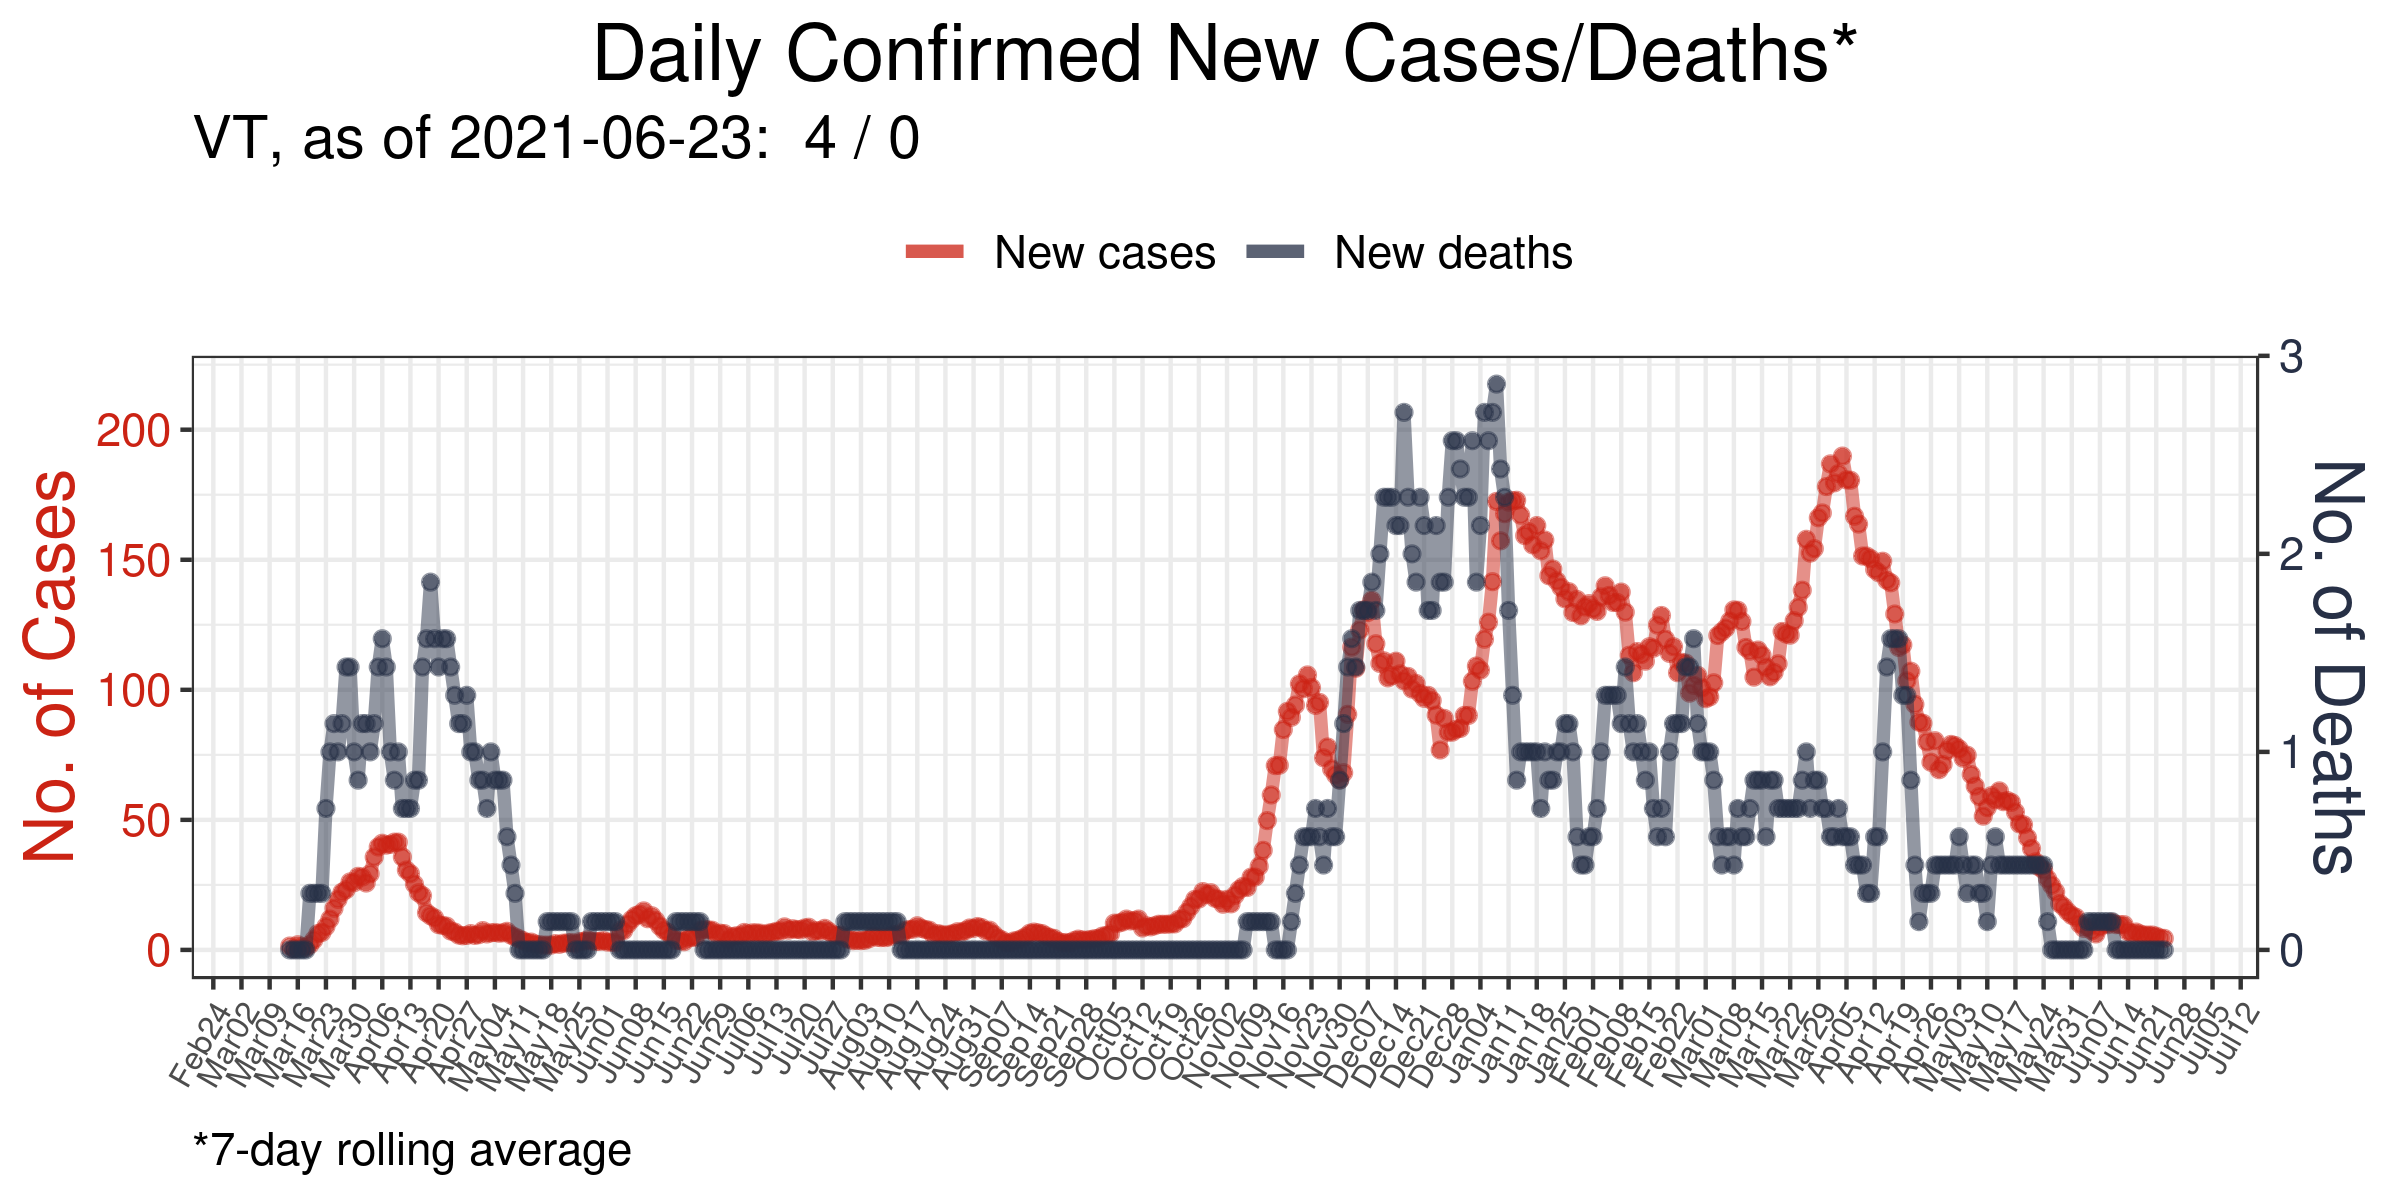 Daily Confirmed New Cases/Deaths*
VT, as of 2021-06-23:  4 / 0
New cases
New deaths
No. of Cases
200
150
100
50
0
No. of Deaths
3
2
1
0
Feb24
Mar02
Mar09
Mar16
Mar23
Mar30
Apr06
Apr13
Apr20
Apr27
May04
May11
May18
May25
Jun01
Jun08
Jun15
Jun22
Jun29
Jul06
Jul13
Jul20
Jul27
Aug03
Aug10
Aug17
Aug24
Aug31
Sep07
Sep14
Sep21
Sep28
Oct05
Oct12
Oct19
Oct26
Nov02
Nov09
Nov16
Nov23
Nov30
Dec07
Dec14
Dec21
Dec28
Jan04
Jan11
Jan18
Jan25
Feb01
Feb08
Feb15
Feb22
Mar01
Mar08
Mar15
Mar22
Mar29
Apr05
Apr12
Apr19
Apr26
May03
May10
May17
May24
May31
Jun07
Jun14
Jun21
Jun28
Jul05
Jul12
*7-day rolling average